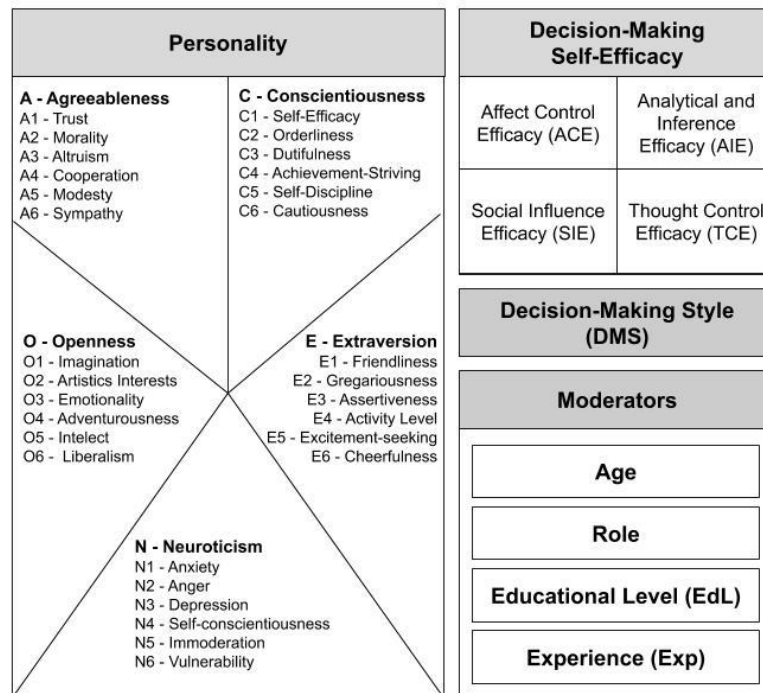 Personality
A - Agreeableness
A1 - Trust
A2 - Morality
A3 - Altruism
A4 - Cooperation
A5 - Modesty
A6 - Sympathy
C - Conscientiousness
C1 - Self-Efficacy
C2 - Orderliness
C3 - Dutifulness
C4 - Achievement-Striving
C5 - Self-Discipline
C6 - Cautiousness
O - Openness
O1 - Imagination
O2 - Artistics Interests
O3 - Emotionality
O4 - Adventurousness
O5 - Intelect
O6 - Liberalism
E - Extraversion
E1 - Friendliness
E2 - Gregariousness
E3 - Assertiveness
E4 - Activity Level
E5 - Excitement-seeking
E6 - Cheerfulness
N - Neuroticism
N1 - Anxiety
N2 - Anger
N3 - Depression
N4 - Self-conscientiousness
N5 - Immoderation
N6 - Vulnerability
Decision-Making
Self-Efficacy
Affect Control
Efficacy (ACE)
Analytical and
Inference
Efficacy (AIE)
Social Influence
Efficacy (SIE)
Thought Control
Efficacy (TCE)
Decision-Making Style
(DMS)
Moderators
Age
Role
Educational Level (EdL)
Experience (Exp)